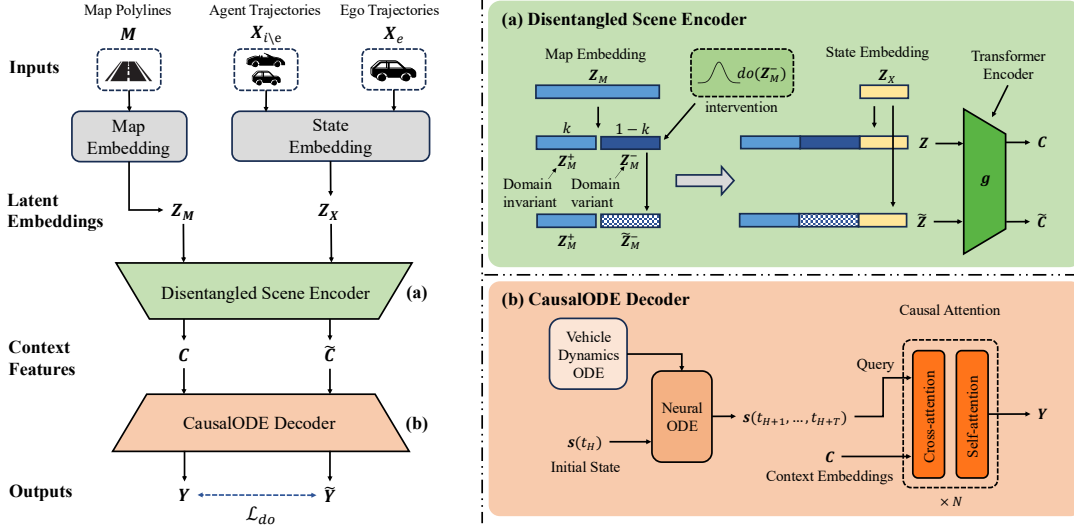 Map Polylines
M
Agent Trajectories
X_{i\e}
Ego Trajectories
X_e
Inputs
Map
Embedding
State
Embedding
Latent
Embeddings
Z_M
Z_X
Disentangled Scene Encoder
(a)
Context
Features
C
C̃
CausalODE Decoder
(b)
Outputs
Y
Ỹ
ℒ_{do}
(a) Disentangled Scene Encoder
Map Embedding
Z_M
do(Z_M^-)
intervention
k
1 − k
Z_M^+
Z_M^-
Domain
invariant
Domain
variant
Z_M^+
Z̃_M^-
State Embedding
Z_X
Transformer
Encoder
Z
g
C
Z̃
C̃
(b) CausalODE Decoder
Vehicle
Dynamics
ODE
Neural
ODE
s(t_H)
Initial State
s(t_{H+1}, …, t_{H+T})
Causal Attention
Query
C
Context Embeddings
Cross-attention
Self-attention
Y
× N